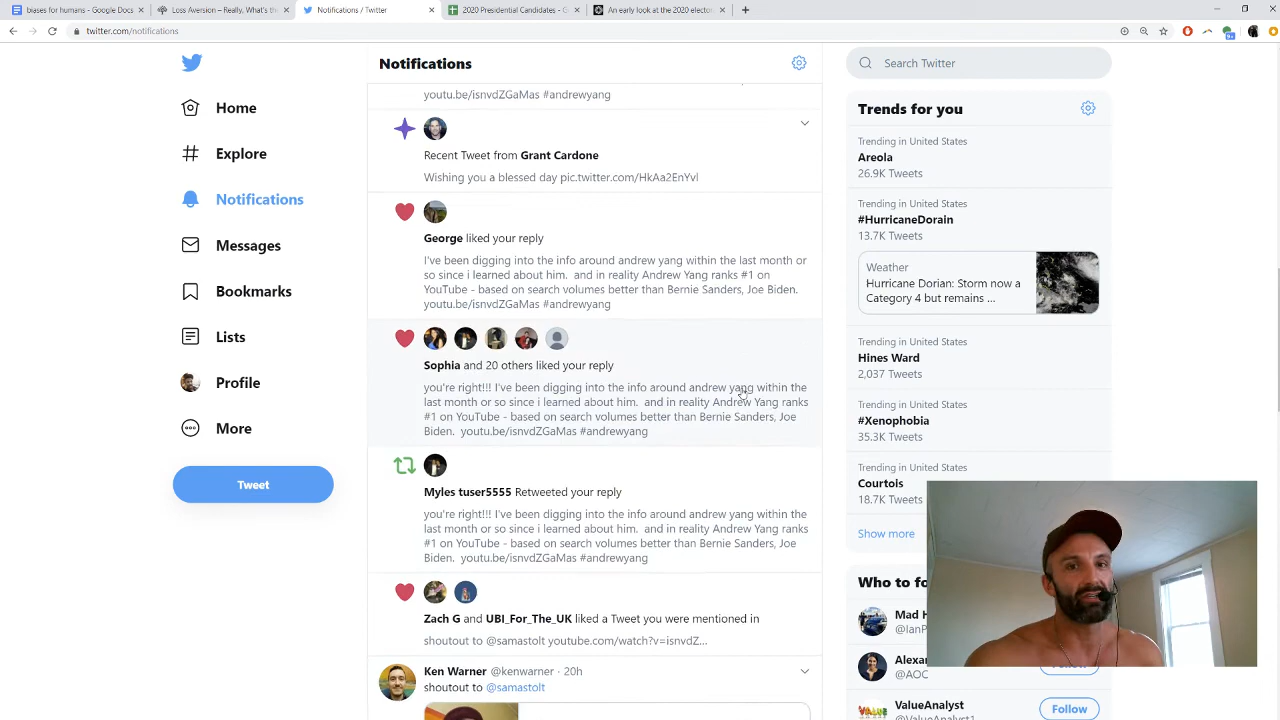 biases for humans - Google Docs
Loss Aversion – Really, What's the
Notifications / Twitter
2020 Presidential Candidates - G
An early look at the 2020 elector
twitter.com/notifications
Home
Explore
Notifications
Messages
Bookmarks
Lists
Profile
More
Tweet
Notifications
youtu.be/isnvdZGaMas #andrewyang
Recent Tweet from Grant Cardone
Wishing you a blessed day pic.twitter.com/HkAa2EnYvl
George liked your reply
I've been digging into the info around andrew yang within the last month or
so since i learned about him. and in reality Andrew Yang ranks #1 on
YouTube - based on search volumes better than Bernie Sanders, Joe Biden.
youtu.be/isnvdZGaMas #andrewyang
Sophia and 20 others liked your reply
you're right!!! I've been digging into the info around andrew yang within the
last month or so since i learned about him. and in reality Andrew Yang ranks
#1 on YouTube - based on search volumes better than Bernie Sanders, Joe
Biden. youtu.be/isnvdZGaMas #andrewyang
Myles tuser5555 Retweeted your reply
you're right!!! I've been digging into the info around andrew yang within the
last month or so since i learned about him. and in reality Andrew Yang ranks
#1 on YouTube - based on search volumes better than Bernie Sanders, Joe
Biden. youtu.be/isnvdZGaMas #andrewyang
Zach G and UBI_For_The_UK liked a Tweet you were mentioned in
shoutout to @samastolt youtube.com/watch?v=isnvdZ...
Ken Warner @kenwarner · 20h
shoutout to @samastolt
Search Twitter
Trends for you
Trending in United States
Areola
26.9K Tweets
Trending in United States
#HurricaneDorain
13.7K Tweets
Weather
Hurricane Dorian: Storm now a
Category 4 but remains ...
Trending in United States
Hines Ward
2,037 Tweets
Trending in United States
#Xenophobia
35.3K Tweets
Trending in United States
Courtois
18.7K Tweets
Show more
Who to fo
Mad H
@IanP
Alexa
@AOC
ValueAnalyst
@ValueAnalyst1
Follow